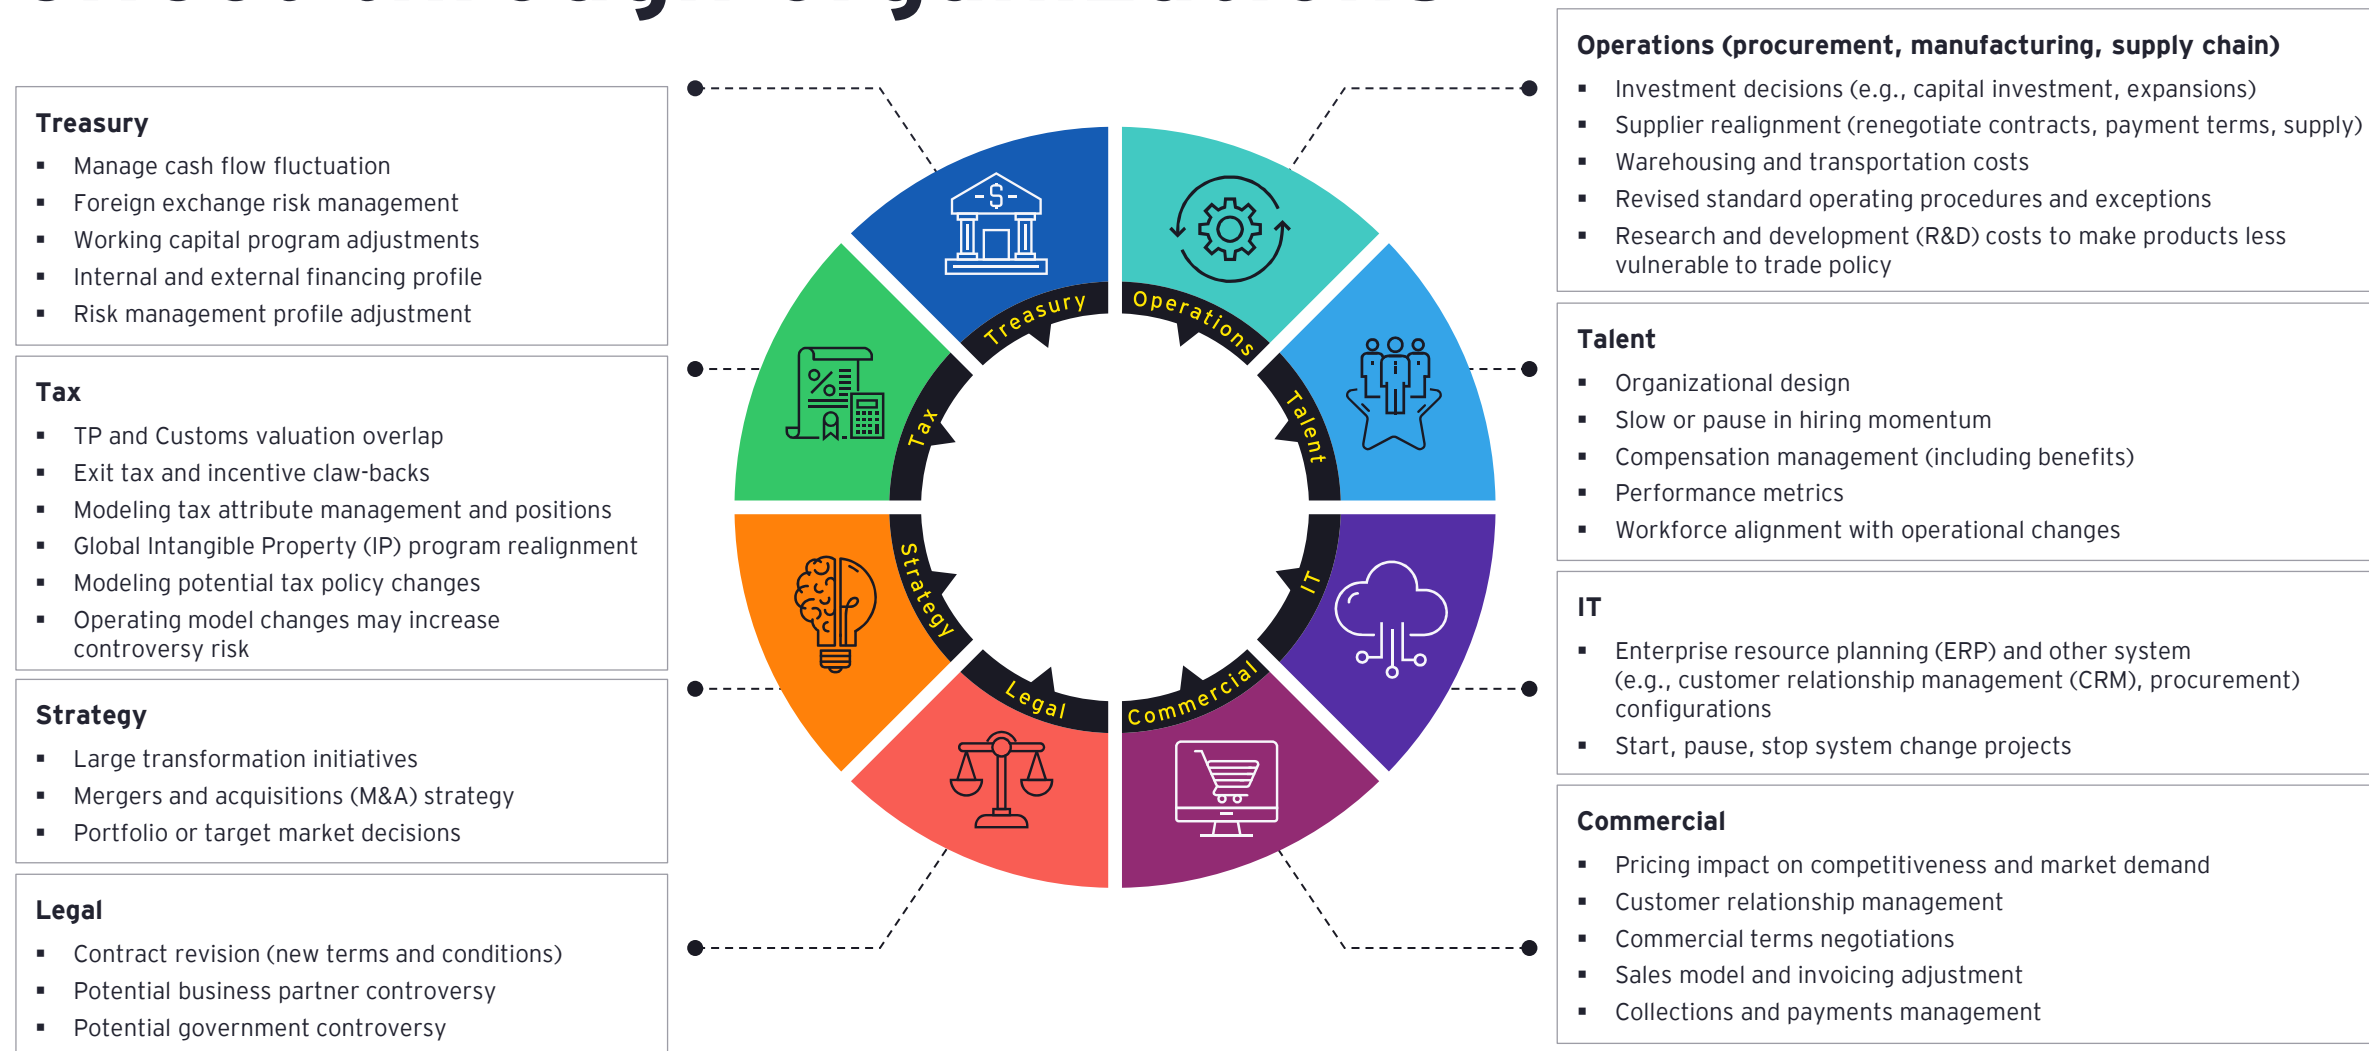 Treasury
▪ Manage cash flow fluctuation
▪ Foreign exchange risk management
▪ Working capital program adjustments
▪ Internal and external financing profile
▪ Risk management profile adjustment
Tax
▪ TP and Customs valuation overlap
▪ Exit tax and incentive claw-backs
▪ Modeling tax attribute management and positions
▪ Global Intangible Property (IP) program realignment
▪ Modeling potential tax policy changes
▪ Operating model changes may increase
controversy risk
Strategy
▪ Large transformation initiatives
▪ Mergers and acquisitions (M&A) strategy
▪ Portfolio or target market decisions
Legal
▪ Contract revision (new terms and conditions)
▪ Potential business partner controversy
▪ Potential government controversy
Treasury
Operations
Tax
Talent
Strategy
IT
Legal
Commercial
Operations (procurement, manufacturing, supply chain)
▪ Investment decisions (e.g., capital investment, expansions)
▪ Supplier realignment (renegotiate contracts, payment terms, supply)
▪ Warehousing and transportation costs
▪ Revised standard operating procedures and exceptions
▪ Research and development (R&D) costs to make products less
vulnerable to trade policy
Talent
▪ Organizational design
▪ Slow or pause in hiring momentum
▪ Compensation management (including benefits)
▪ Performance metrics
▪ Workforce alignment with operational changes
IT
▪ Enterprise resource planning (ERP) and other system
(e.g., customer relationship management (CRM), procurement)
configurations
▪ Start, pause, stop system change projects
Commercial
▪ Pricing impact on competitiveness and market demand
▪ Customer relationship management
▪ Commercial terms negotiations
▪ Sales model and invoicing adjustment
▪ Collections and payments management